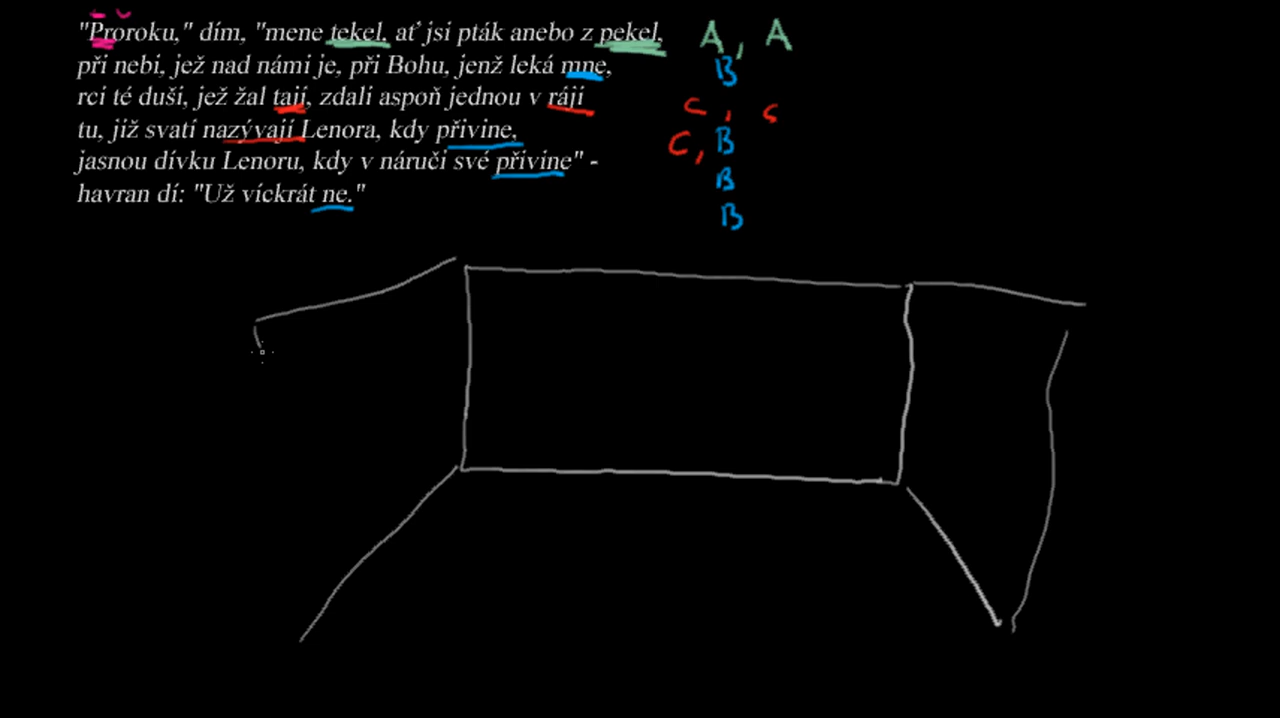 "Proroku," dím, "mene tekel, ať jsi pták anebo z pekel, A, A
při nebi, jež nad námi je, při Bohu, jenž leká mne, B
rci té duši, jež žal tají, zdali aspoň jednou v ráji C, C
tu, již svatí nazývají Lenora, kdy přivine, C, B
jasnou dívku Lenoru, kdy v náručí své přivine" - B
havran dí: "Už víckrát ne." B